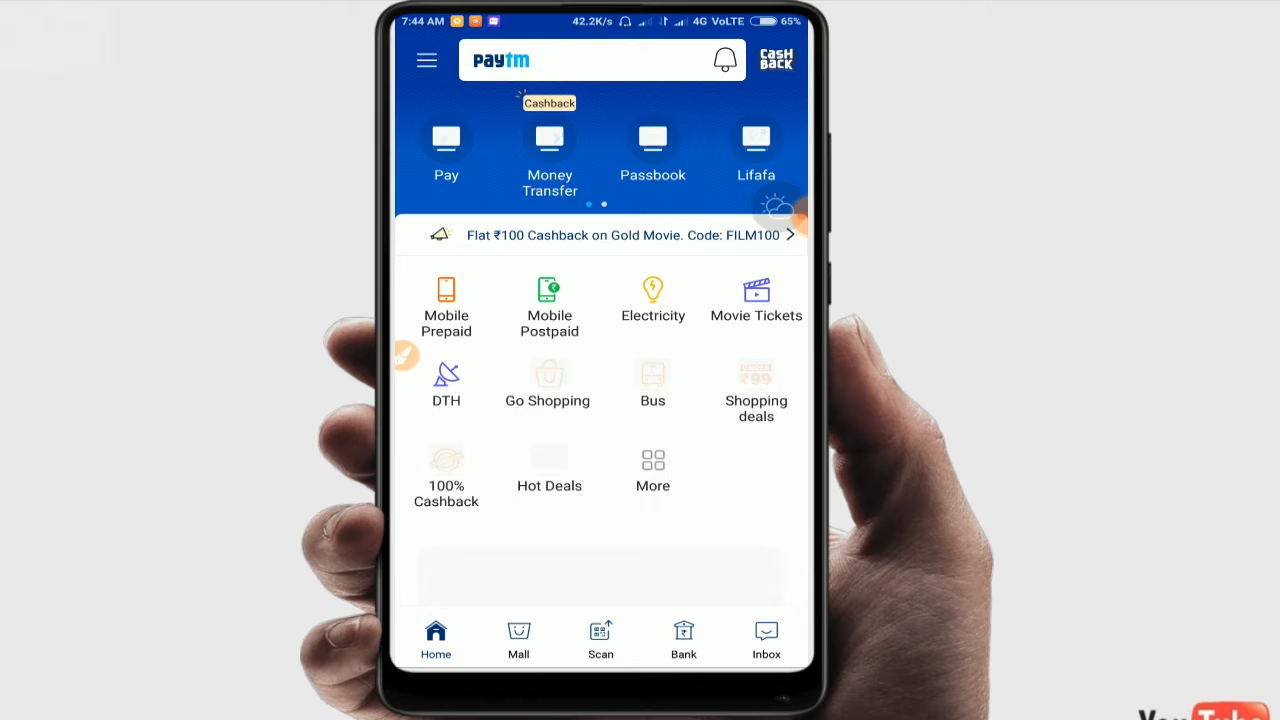 7:44 AM 42.2K/s 4G VoLTE 65%
paytm
CASH BACK
Cashback
Pay Money Transfer Passbook Lifafa
Flat ₹100 Cashback on Gold Movie. Code: FILM100
Mobile Prepaid Mobile Postpaid Electricity Movie Tickets
DTH Go Shopping Bus Shopping deals
₹99
100% Cashback Hot Deals More
Home Mall Scan Bank Inbox
YouTube